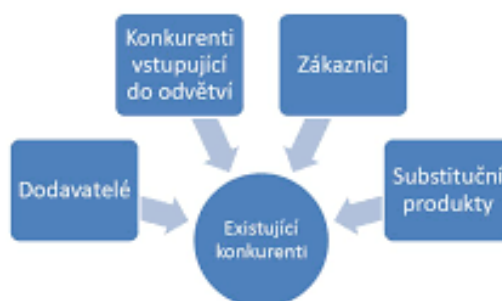 Konkurenti
vstupující
do odvětví
Zákazníci
Dodavatelé
Substituční
produkty
Existující
konkurenti